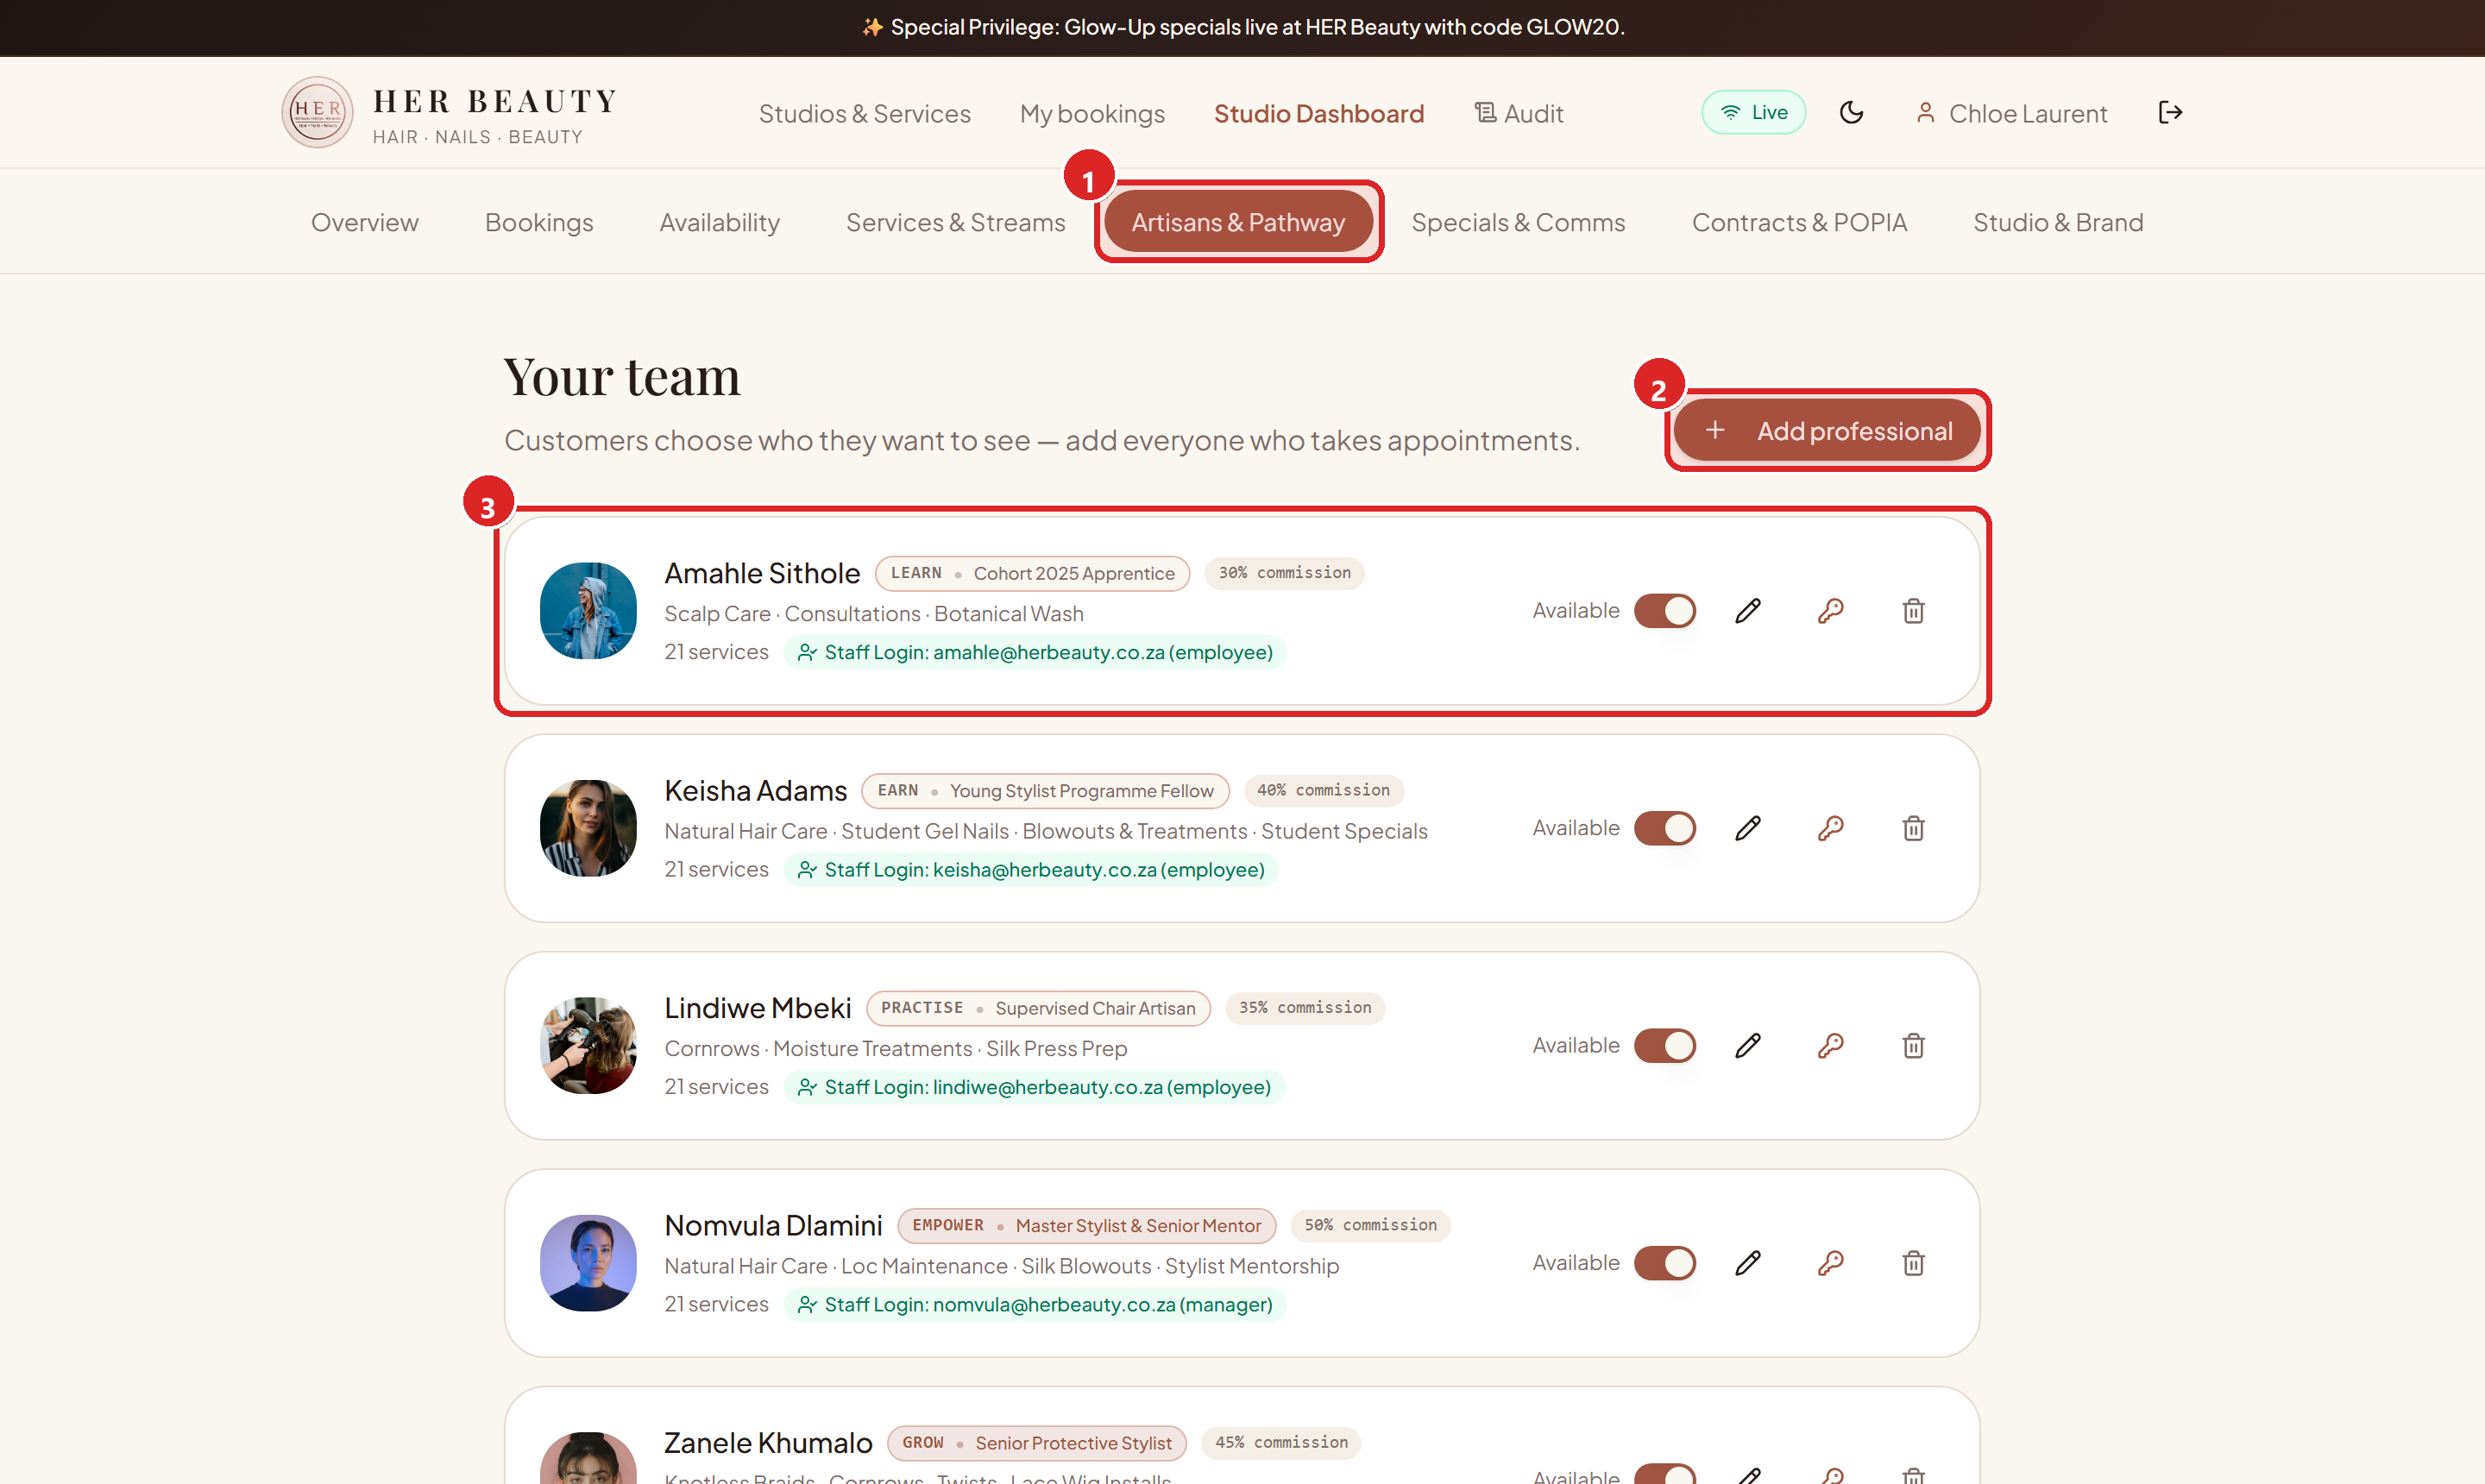 ✨ Special Privilege: Glow-Up specials live at HER Beauty with code GLOW20.
HER
HER BEAUTY
HAIR · NAILS · BEAUTY
Studios & Services
My bookings
Studio Dashboard
Audit
Live
Chloe Laurent
1
Overview
Bookings
Availability
Services & Streams
Artisans & Pathway
Specials & Comms
Contracts & POPIA
Studio & Brand
Your team
Customers choose who they want to see — add everyone who takes appointments.
2
+ Add professional
3
Amahle Sithole LEARN • Cohort 2025 Apprentice 30% commission
Scalp Care · Consultations · Botanical Wash
21 services Staff Login: amahle@herbeauty.co.za (employee)
Available
Keisha Adams EARN • Young Stylist Programme Fellow 40% commission
Natural Hair Care · Student Gel Nails · Blowouts & Treatments · Student Specials
21 services Staff Login: keisha@herbeauty.co.za (employee)
Available
Lindiwe Mbeki PRACTISE • Supervised Chair Artisan 35% commission
Cornrows · Moisture Treatments · Silk Press Prep
21 services Staff Login: lindiwe@herbeauty.co.za (employee)
Available
Nomvula Dlamini EMPOWER • Master Stylist & Senior Mentor 50% commission
Natural Hair Care · Loc Maintenance · Silk Blowouts · Stylist Mentorship
21 services Staff Login: nomvula@herbeauty.co.za (manager)
Available
Zanele Khumalo GROW • Senior Protective Stylist 45% commission
Knotless Braids · Cornrows · Twists · Lace Wig Installs
Available